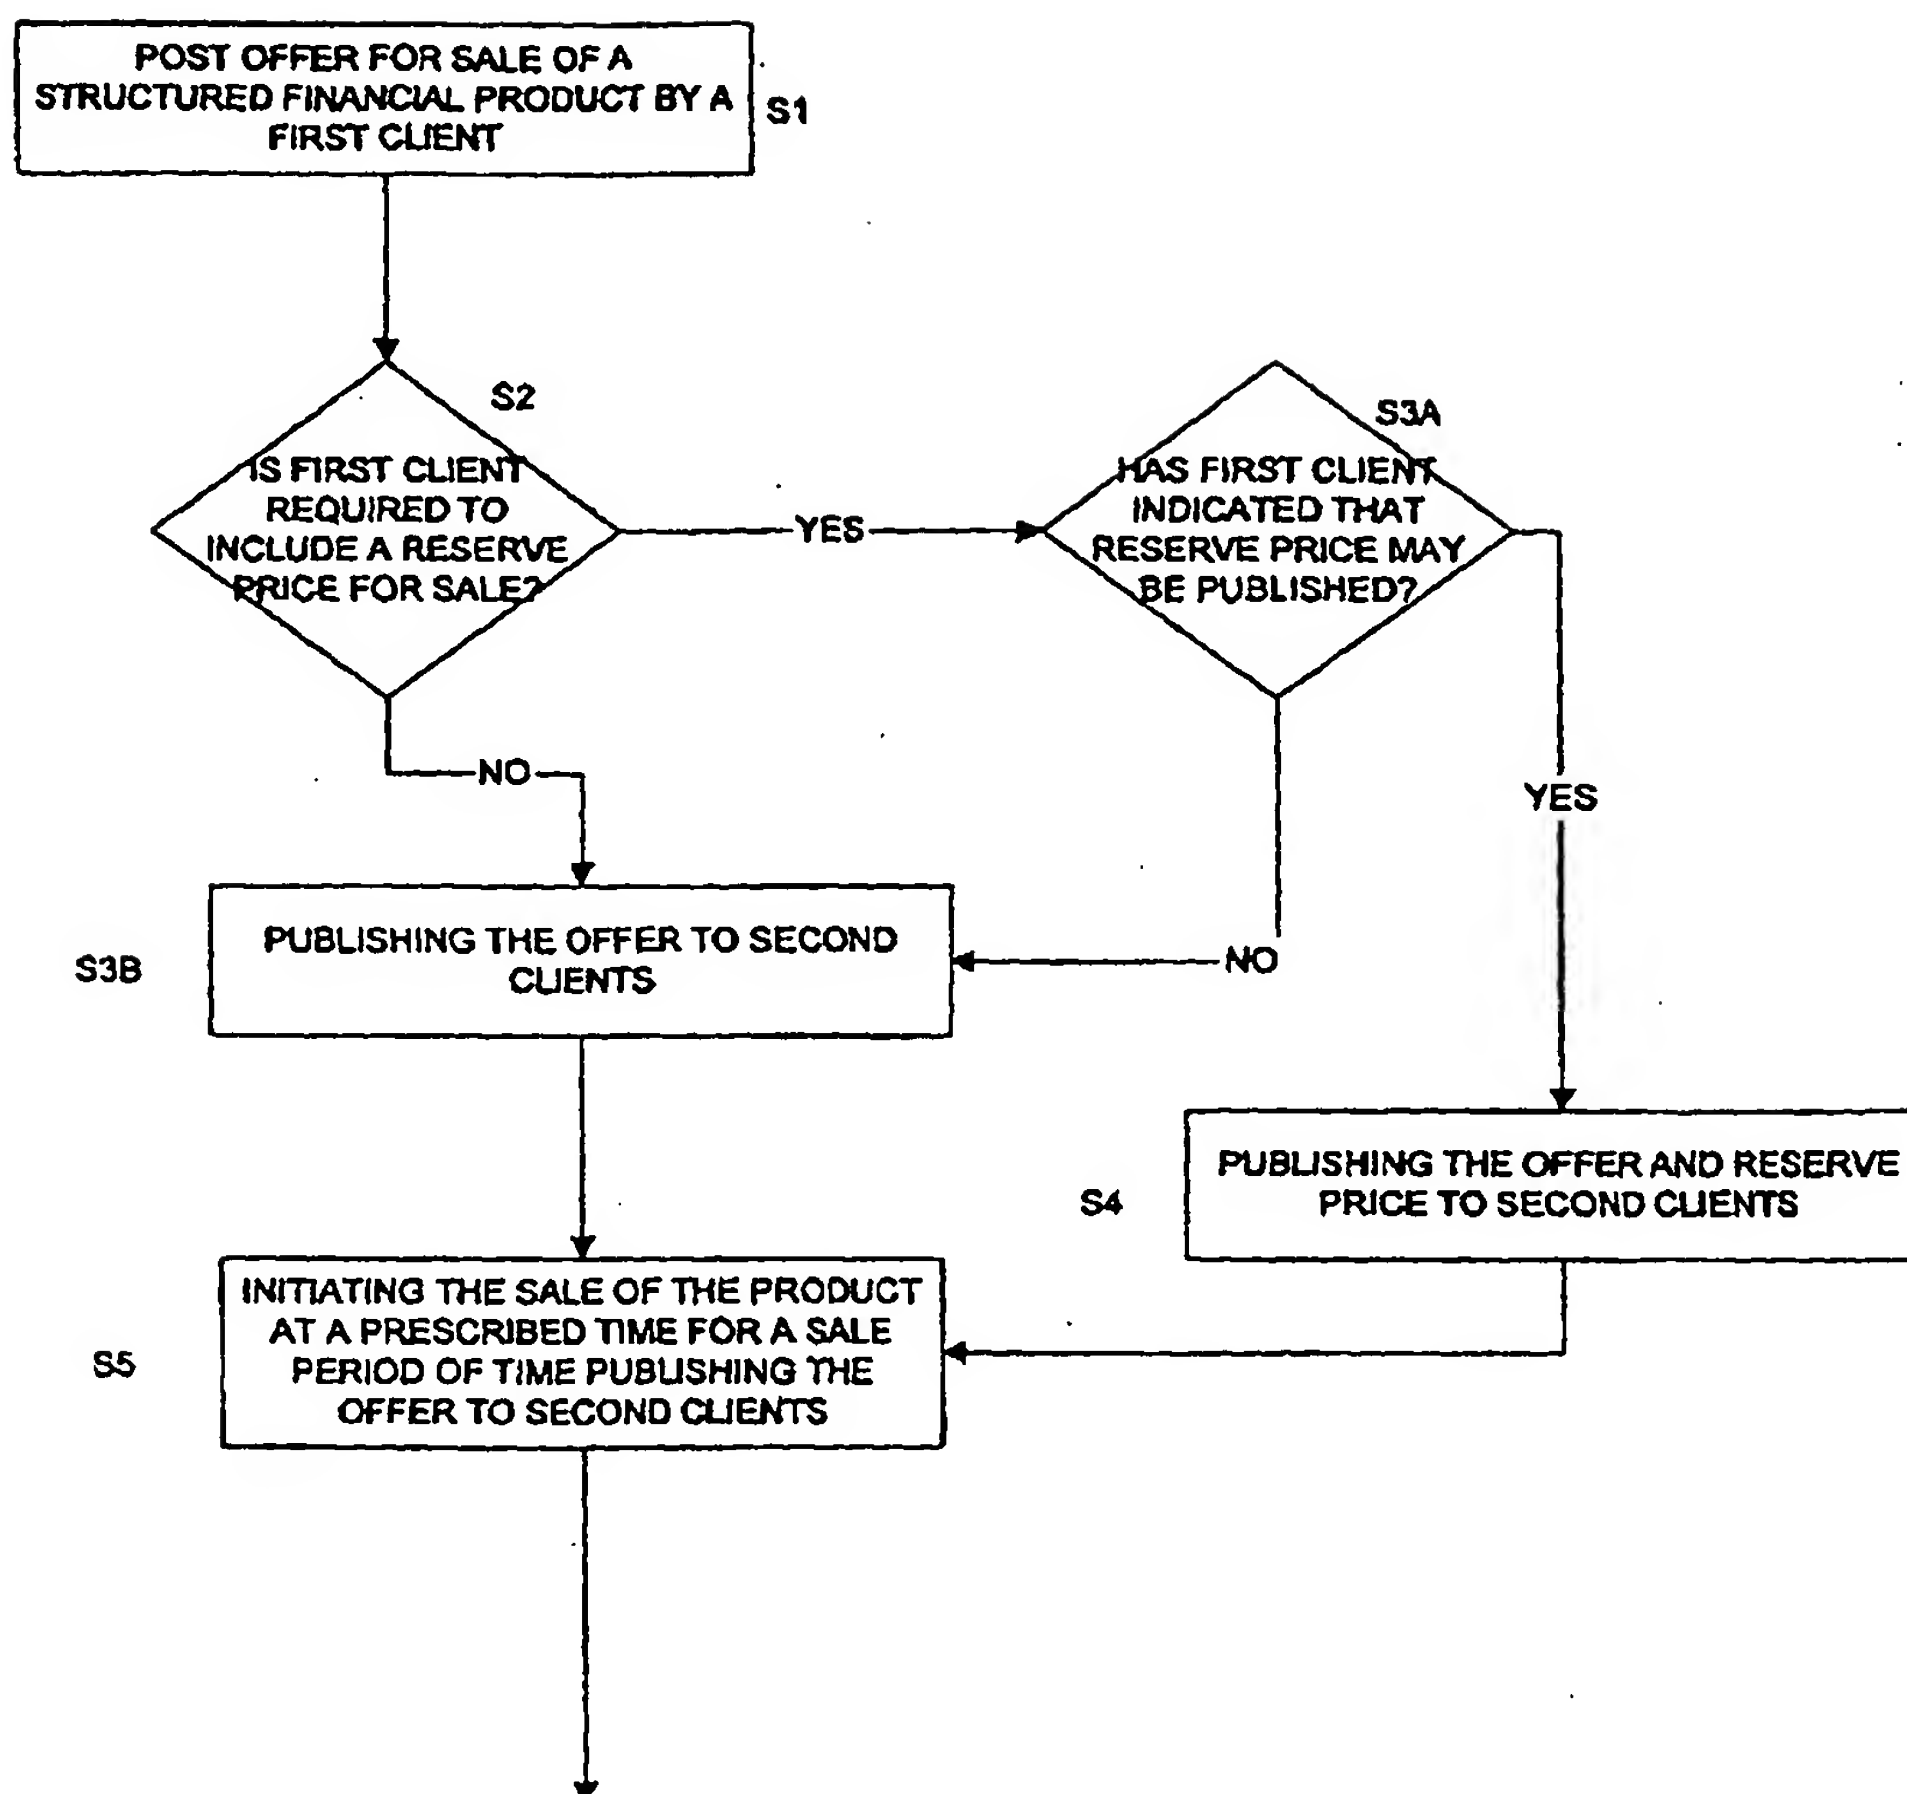 POST OFFER FOR SALE OF A
STRUCTURED FINANCIAL PRODUCT BY A
FIRST CLIENT
S1
S2
IS FIRST CLIENT
REQUIRED TO
INCLUDE A RESERVE
PRICE FOR SALE?
YES
S3A
HAS FIRST CLIENT
INDICATED THAT
RESERVE PRICE MAY
BE PUBLISHED?
NO
YES
S3B
PUBLISHING THE OFFER TO SECOND
CLIENTS
NO
S4
PUBLISHING THE OFFER AND RESERVE
PRICE TO SECOND CLIENTS
S5
INITIATING THE SALE OF THE PRODUCT
AT A PRESCRIBED TIME FOR A SALE
PERIOD OF TIME PUBLISHING THE
OFFER TO SECOND CLIENTS